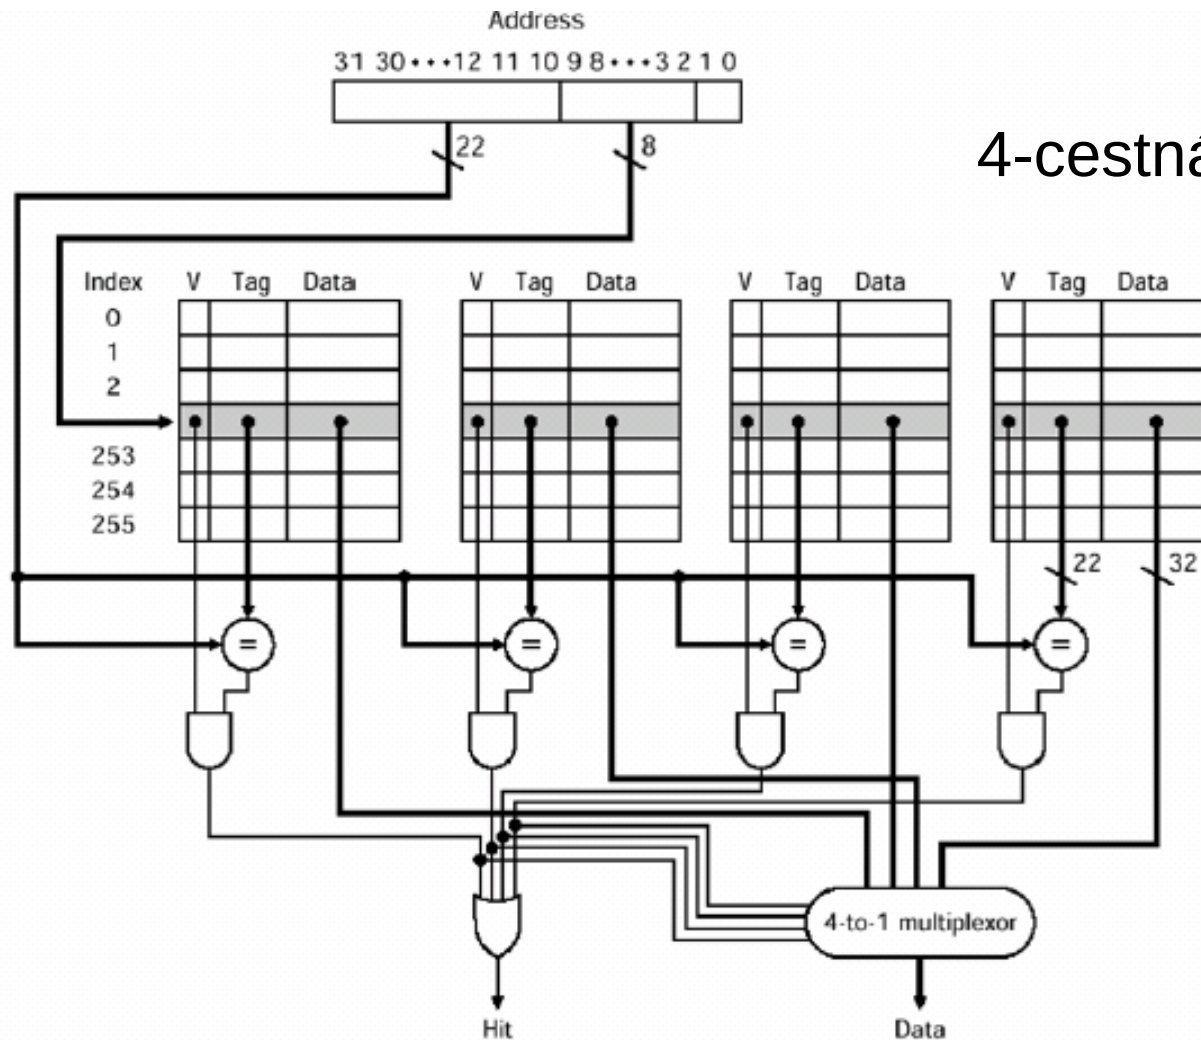 Address
31 30 • • • 12 11 10 9 8 • • • 3 2 1 0
22
8
4-cestná
Index V Tag Data V Tag Data V Tag Data V Tag Data
0
1
2
253
254
255
22 32
= = = =
4-to-1 multiplexor
Hit Data